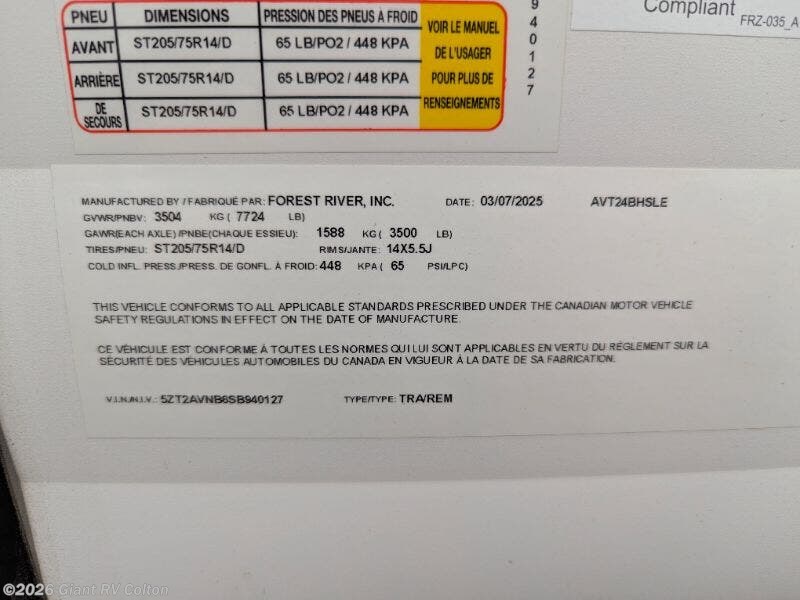 Compliant
FRZ-035_A
940127
PNEU DIMENSIONS PRESSION DES PNEUS À FROID
AVANT ST205/75R14/D 65 LB/PO2 / 448 KPA
ARRIÈRE ST205/75R14/D 65 LB/PO2 / 448 KPA
DE SECOURS ST205/75R14/D 65 LB/PO2 / 448 KPA
VOIR LE MANUEL
DE L'USAGER
POUR PLUS DE
RENSEIGNEMENTS
MANUFACTURED BY / FABRIQUÉ PAR: FOREST RIVER, INC. DATE: 03/07/2025 AVT24BHSLE
GVWR/PNBV: 3504 KG ( 7724 LB)
GAWR(EACH AXLE) /PNBE(CHAQUE ESSIEU): 1588 KG ( 3500 LB)
TIRES/PNEU: ST205/75R14/D RIMS/JANTE: 14X5.5J
COLD INFL. PRESS./PRESS. DE GONFL. À FROID: 448 KPA ( 65 PSI/LPC)
THIS VEHICLE CONFORMS TO ALL APPLICABLE STANDARDS PRESCRIBED UNDER THE CANADIAN MOTOR VEHICLE
SAFETY REGULATIONS IN EFFECT ON THE DATE OF MANUFACTURE.
CE VÉHICULE EST CONFORME À TOUTES LES NORMES QUI LUI SONT APPLICABLES EN VERTU DU RÉGLEMENT SUR LA
SÉCURITÉ DES VÉHICULES AUTOMOBILES DU CANADA EN VIGUEUR À LA DATE DE SA FABRICATION.
V.I.N./N.I.V.: 5ZT2AVNB6SB940127 TYPE/TYPE: TRA/REM
©2026 Giant RV Colton